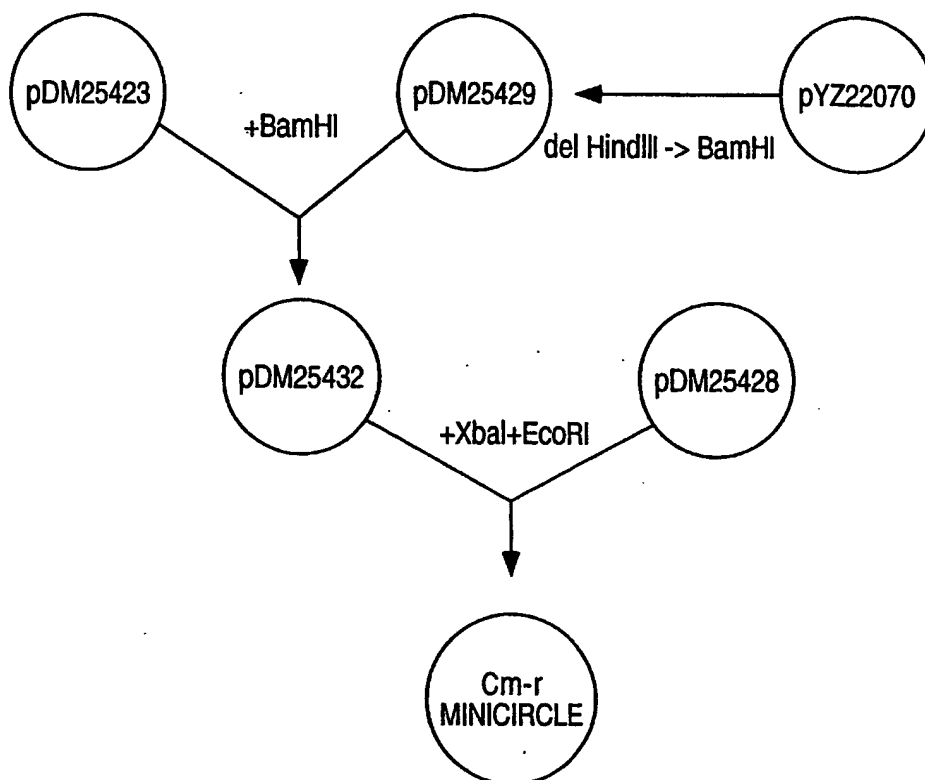 pDM25423
pDM25429
pYZ22070
+BamHI
del HindIII -> BamHI
pDM25432
pDM25428
+XbaI+EcoRI
Cm-r
MINICIRCLE